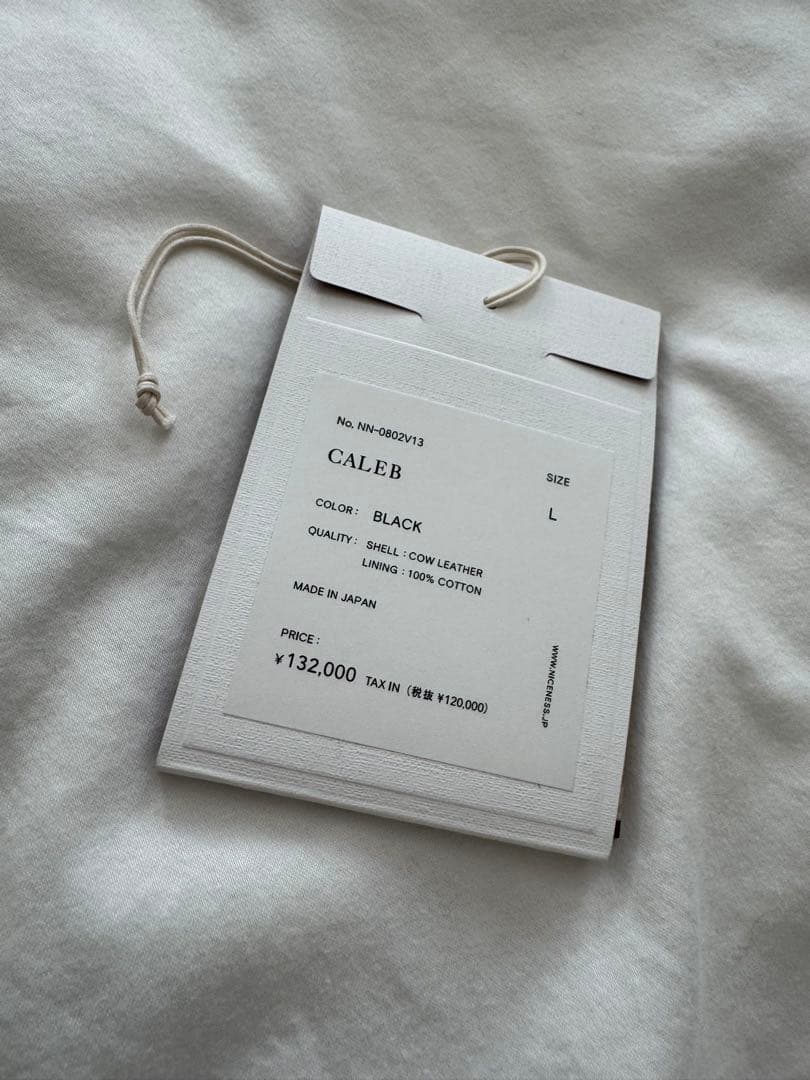 No. NN-0802V13
CALEB
SIZE
L
COLOR: BLACK
QUALITY: SHELL : COW LEATHER
LINING : 100% COTTON
MADE IN JAPAN
PRICE :
¥132,000 TAX IN (税抜 ¥120,000)
WWW.NICENESS.JP